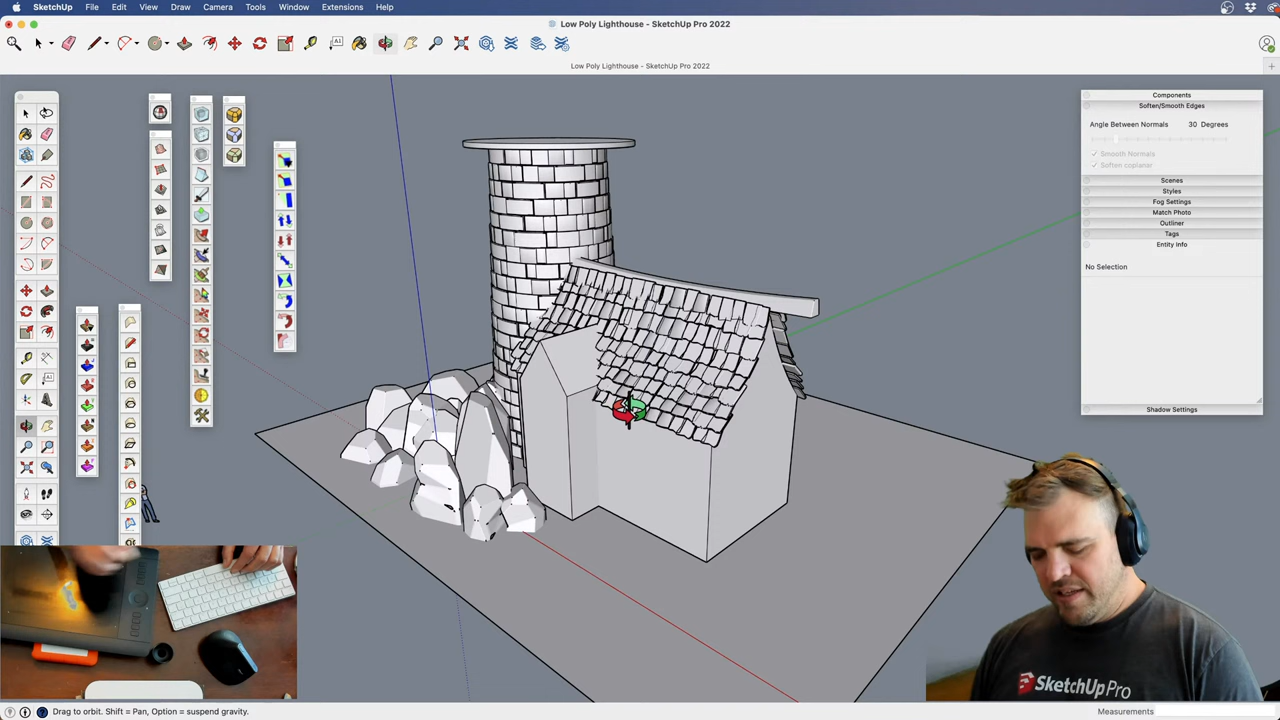 SketchUp File Edit View Draw Camera Tools Window Extensions Help
Low Poly Lighthouse - SketchUp Pro 2022
Low Poly Lighthouse - SketchUp Pro 2022
Components
Soften/Smooth Edges
Angle Between Normals 30 Degrees
Smooth Normals
Soften coplanar
Scenes
Styles
Fog Settings
Match Photo
Outliner
Tags
Entity Info
No Selection
Shadow Settings
SketchUp Pro
Drag to orbit. Shift = Pan, Option = suspend gravity.
Measurements